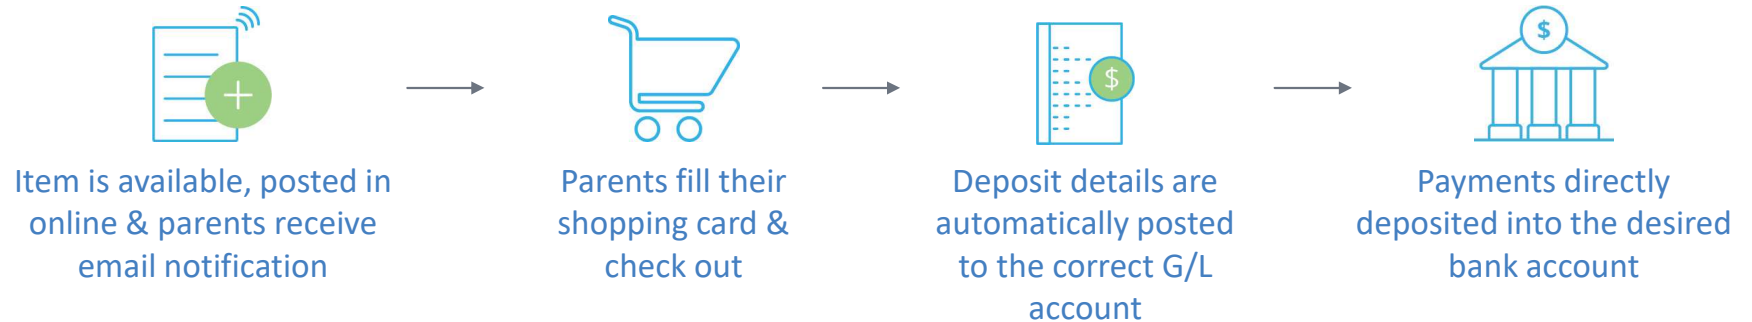 $
$
Item is available, posted in
online & parents receive
email notification
Parents fill their
shopping card &
check out
Deposit details are
automatically posted
to the correct G/L
account
Payments directly
deposited into the desired
bank account